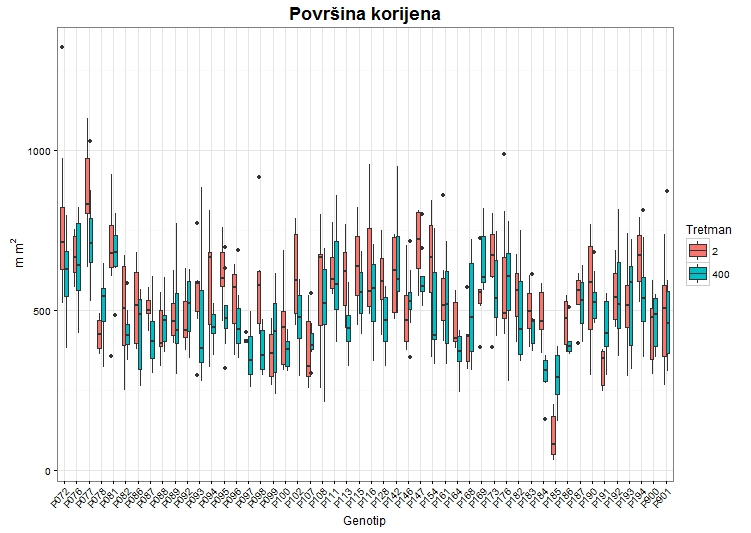 Površina korijena
m m²
1000
500
0
P072 P076 P077 P078 P081 P082 P086 P087 P088 P089 P092 P093 P094 P095 P096 P097 P098 P099 P100 P102 P107 P108 P111 P113 P115 P116 P128 P142 P146 P147 P154 P161 P164 P168 P169 P173 P176 P182 P183 P184 P185 P186 P187 P190 P191 P192 P193 P194 P900 P901
Genotip
Tretman
2
400